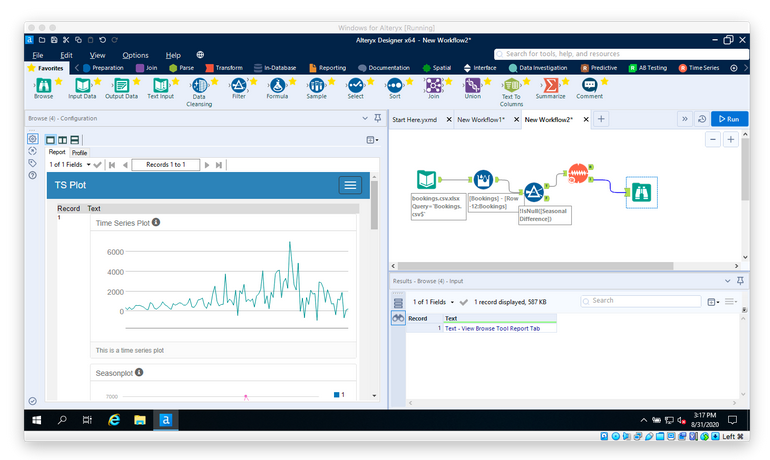 Windows for Alteryx [Running]
Alteryx Designer x64 - New Workflow2*
File Edit View Options Help
Search for tools, help, and resources
Favorites Preparation Join Parse Transform In-Database Reporting Documentation Spatial Interface Data Investigation Predictive AB Testing Time Series
Browse Input Data Output Data Text Input Data Cleansing Filter Formula Sample Select Sort Join Union Text To Columns Summarize Comment
Browse (4) - Configuration
Start Here.yxmd New Workflow1* New Workflow2* Run
Report Profile
1 of 1 Fields Records 1 to 1
TS Plot
Record Text
1
Time Series Plot
6000
4000
2000
0
This is a time series plot
Seasonplot
7000
1
bookings.csv.xlsx
Query=`Bookings.
csv$`
[Bookings] - [Row
-12:Bookings]
!IsNull([Seasonal
Difference])
Results - Browse (4) - Input
1 of 1 Fields 1 record displayed, 587 KB Search
Record Text
1 Text - View Browse Tool Report Tab
3:17 PM
8/31/2020
Left ⌘